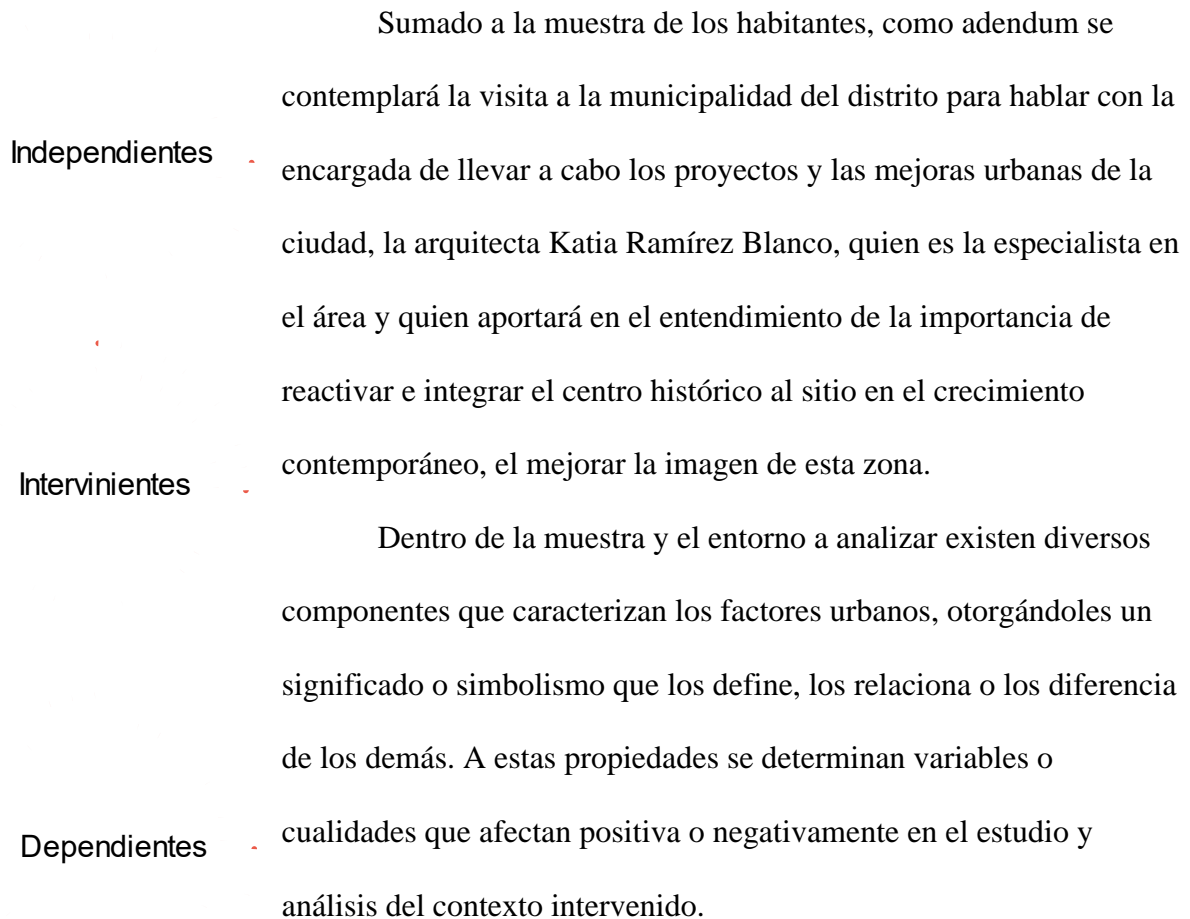 Sumado a la muestra de los habitantes, como adendum se
contemplará la visita a la municipalidad del distrito para hablar con la
Independientes
encargada de llevar a cabo los proyectos y las mejoras urbanas de la
ciudad, la arquitecta Katia Ramírez Blanco, quien es la especialista en
el área y quien aportará en el entendimiento de la importancia de
reactivar e integrar el centro histórico al sitio en el crecimiento
contemporáneo, el mejorar la imagen de esta zona.
Intervinientes
Dentro de la muestra y el entorno a analizar existen diversos
componentes que caracterizan los factores urbanos, otorgándoles un
significado o simbolismo que los define, los relaciona o los diferencia
de los demás. A estas propiedades se determinan variables o
Dependientes
cualidades que afectan positiva o negativamente en el estudio y
análisis del contexto intervenido.